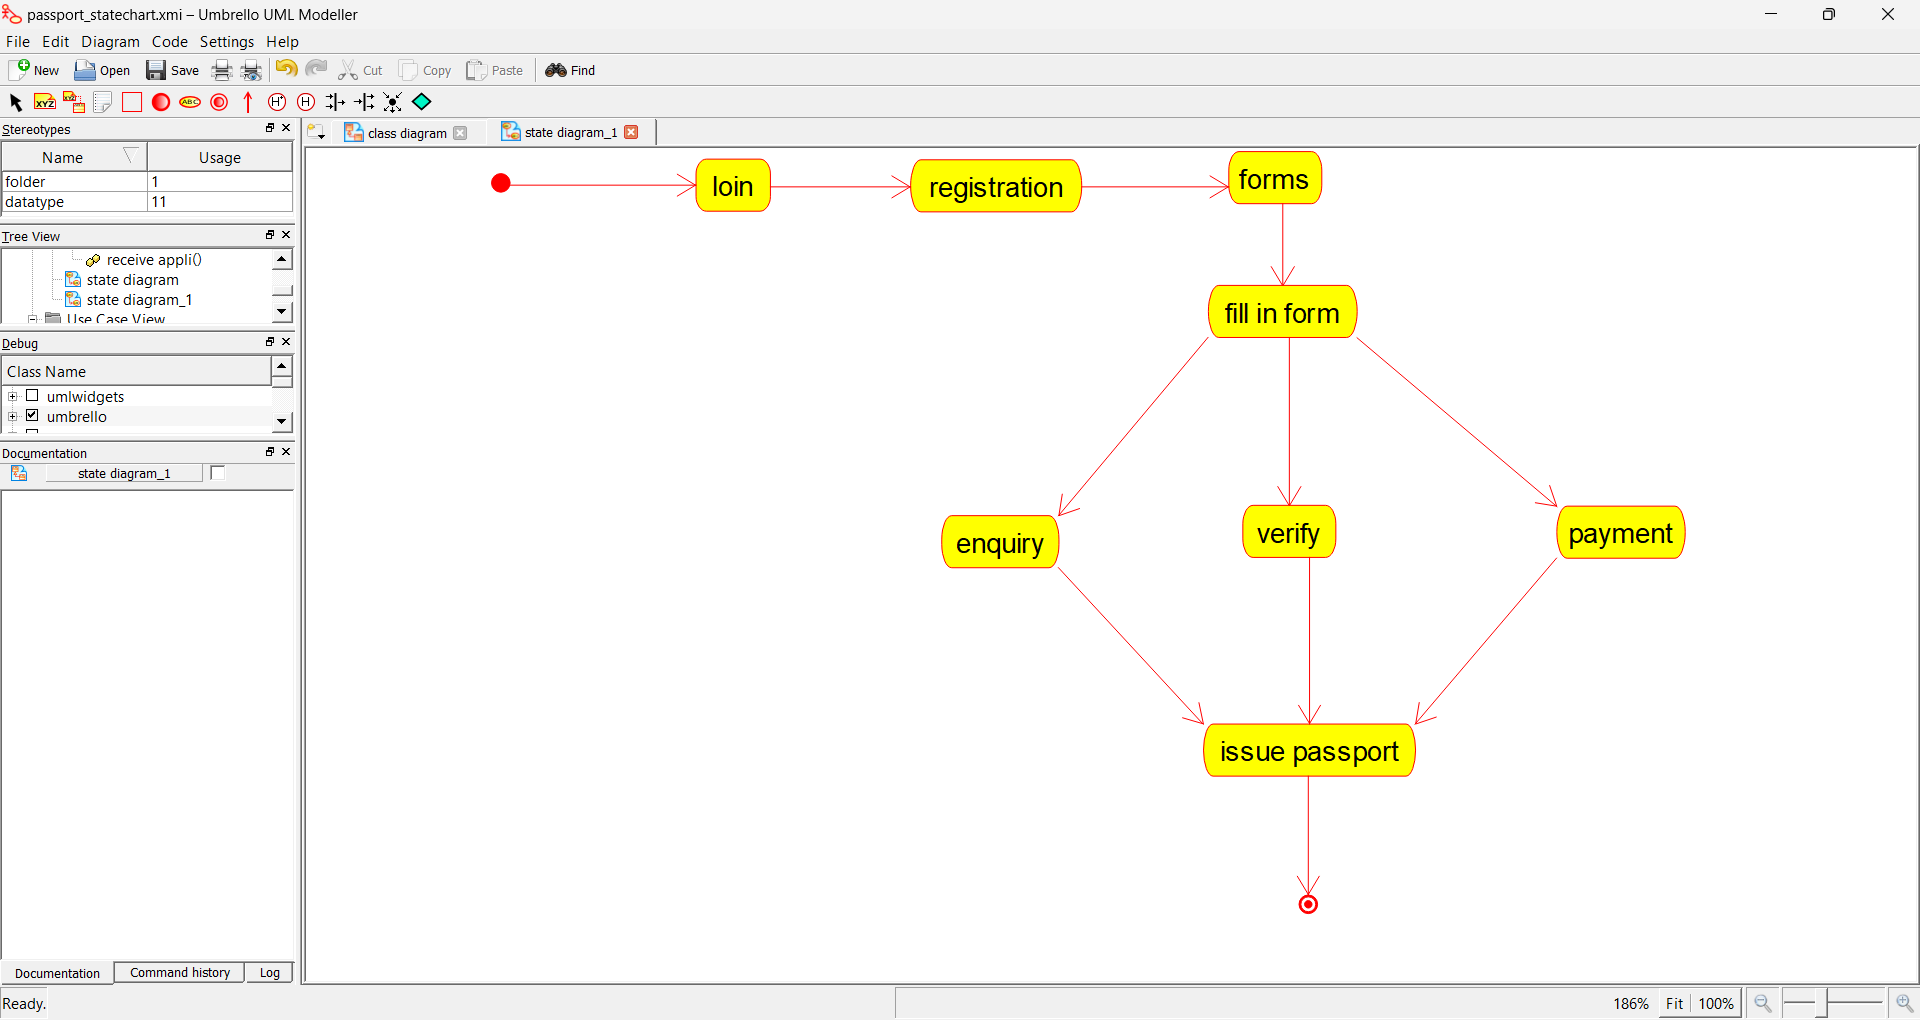 passport_statechart.xmi – Umbrello UML Modeller
File Edit Diagram Code Settings Help
New Open Save Cut Copy Paste Find
XYZ XYZ ABC H* H
Stereotypes
class diagram state diagram_1
Name Usage
folder 1
datatype 11
Tree View
receive appli()
state diagram
state diagram_1
Use Case View
Debug
Class Name
umlwidgets
umbrello
Documentation
state diagram_1
loin
registration
forms
fill in form
enquiry
verify
payment
issue passport
Documentation Command history Log
Ready. 186% Fit 100%